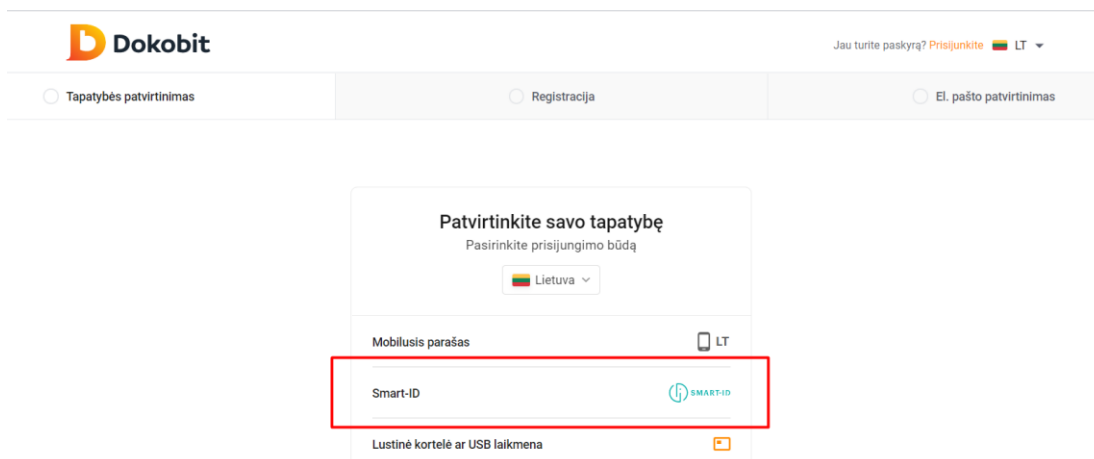 Dokobit
Jau turite paskyrą? Prisijunkite LT
Tapatybės patvirtinimas
Registracija
El. pašto patvirtinimas
Patvirtinkite savo tapatybę
Pasirinkite prisijungimo būdą
Lietuva
Mobilusis parašas LT
Smart-ID SMART-ID
Lustinė kortelė ar USB laikmena